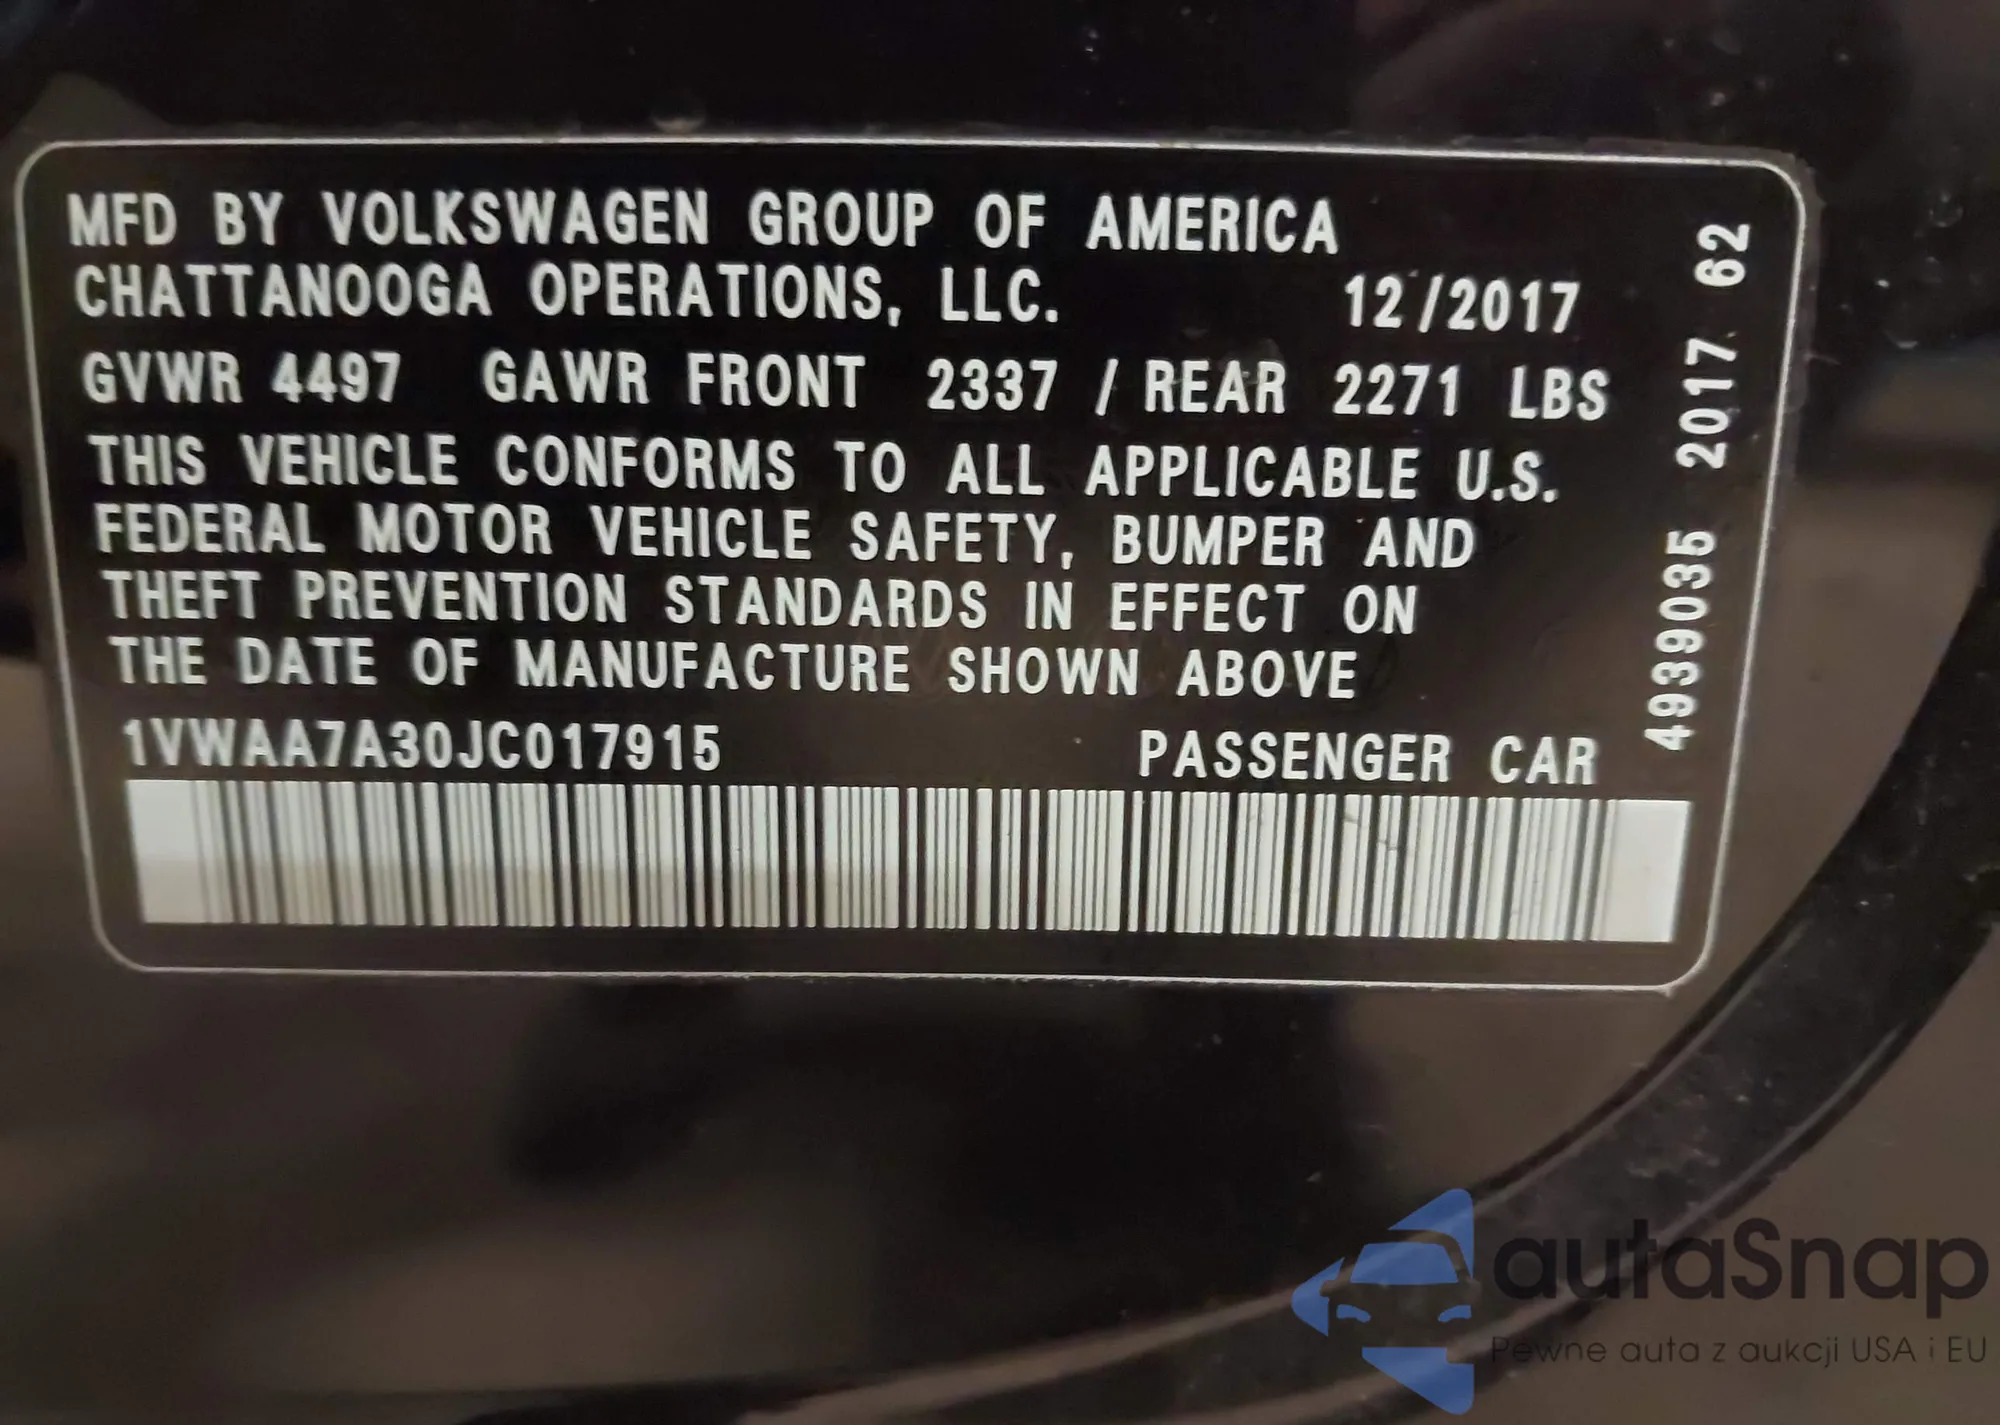 MFD BY VOLKSWAGEN GROUP OF AMERICA
CHATTANOOGA OPERATIONS, LLC. 12/2017
GVWR 4497 GAWR FRONT 2337 / REAR 2271 LBS
THIS VEHICLE CONFORMS TO ALL APPLICABLE U.S.
FEDERAL MOTOR VEHICLE SAFETY, BUMPER AND
THEFT PREVENTION STANDARDS IN EFFECT ON
THE DATE OF MANUFACTURE SHOWN ABOVE
1VWAA7A30JC017915 PASSENGER CAR
4939035 2017 62
autaSnap
Pewne auta z aukcji USA i EU